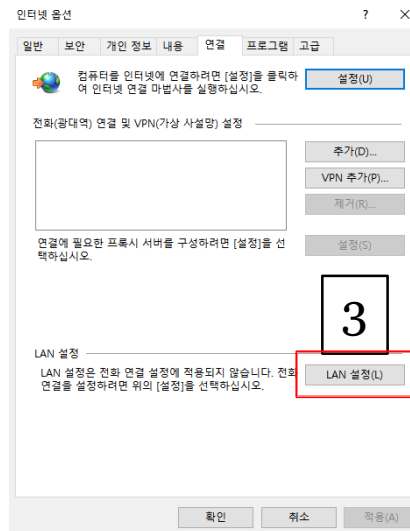 인터넷 옵션 ? ×
일반 보안 개인 정보 내용 연결 프로그램 고급
컴퓨터를 인터넷에 연결하려면 [설정]을 클릭하
여 인터넷 연결 마법사를 실행하십시오.
설정(U)
전화(광대역) 연결 및 VPN(가상 사설망) 설정
추가(D)...
VPN 추가(P)...
제거(R)...
연결에 필요한 프록시 서버를 구성하려면 [설정]을 선
택하십시오.
설정(S)
3
LAN 설정
LAN 설정은 전화 연결 설정에 적용되지 않습니다. 전화
연결을 설정하려면 위의 [설정]을 선택하십시오.
LAN 설정(L)
확인 취소 적용(A)